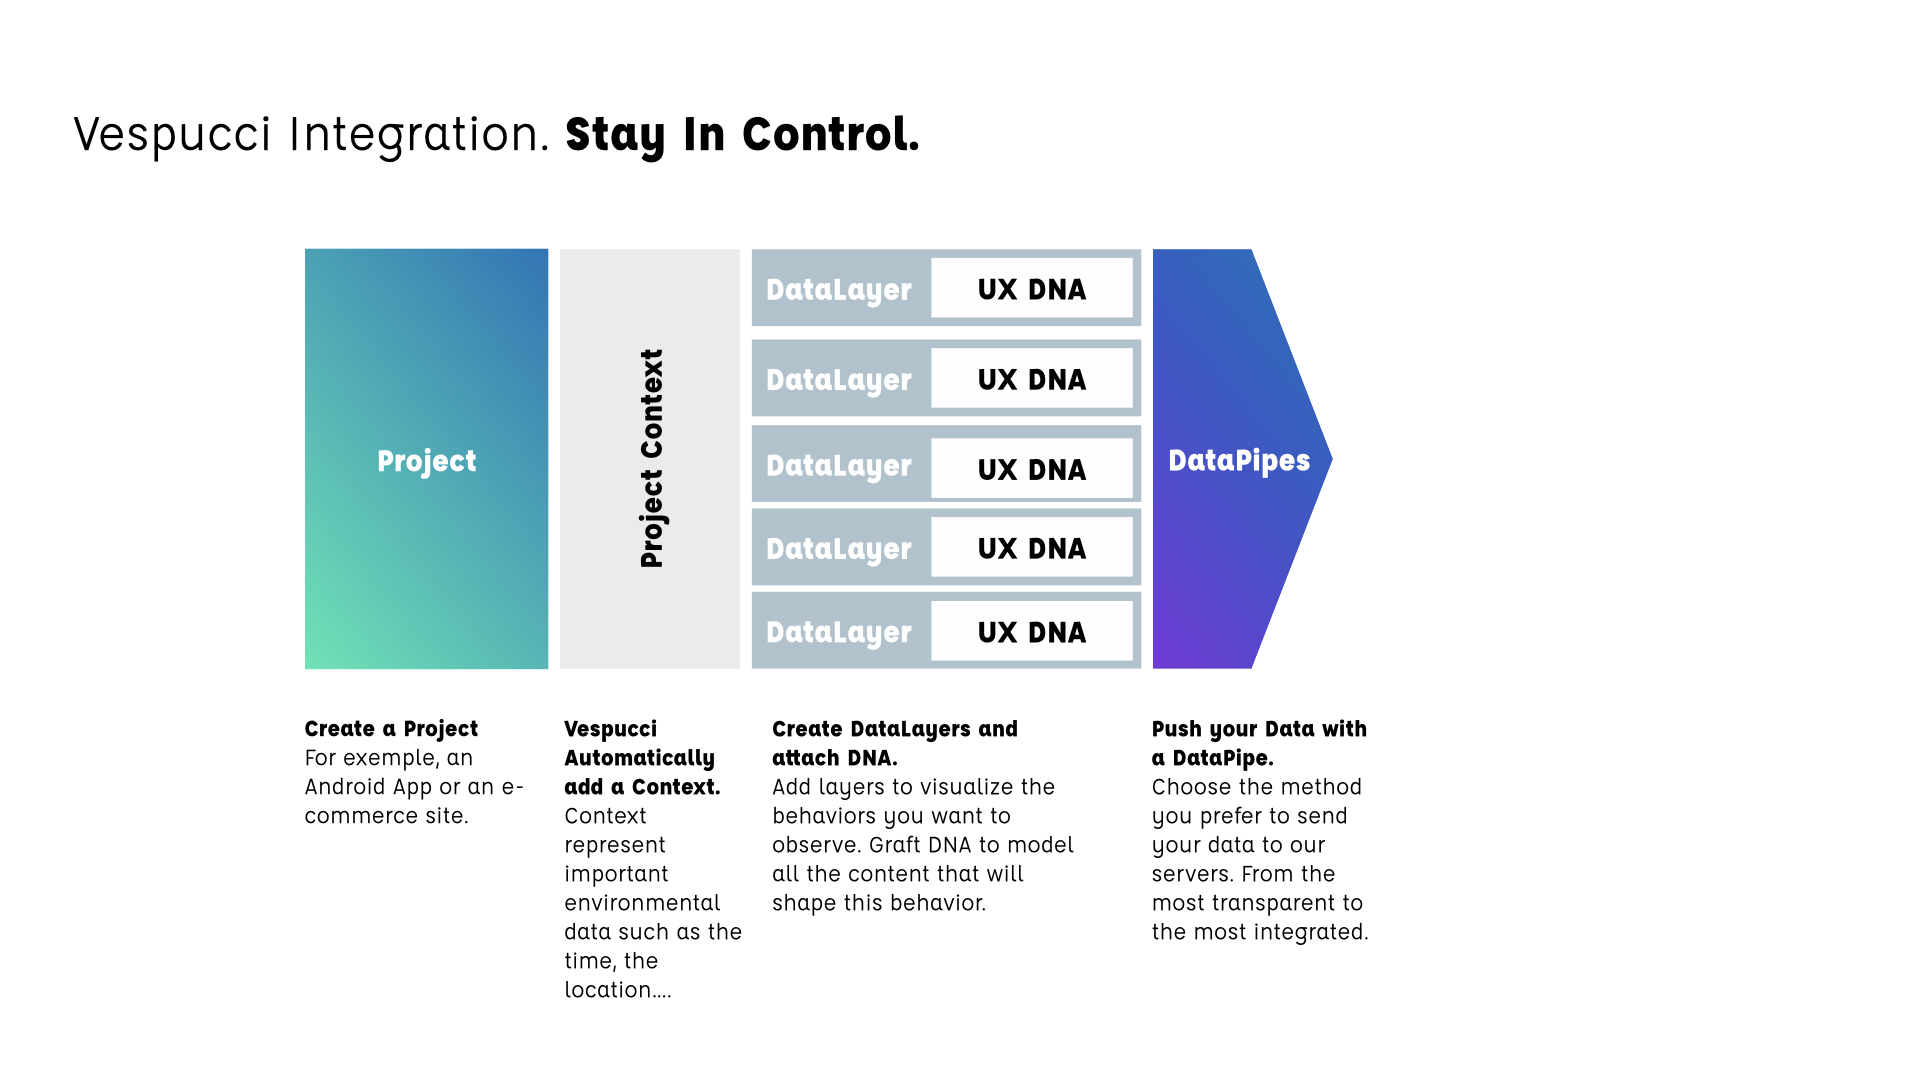 Vespucci Integration. Stay In Control.
Project
Project Context
DataLayer UX DNA
DataLayer UX DNA
DataLayer UX DNA
DataLayer UX DNA
DataLayer UX DNA
DataPipes
Create a Project
For exemple, an
Android App or an e-
commerce site.
Vespucci
Automatically
add a Context.
Context
represent
important
environmental
data such as the
time, the
location....
Create DataLayers and
attach DNA.
Add layers to visualize the
behaviors you want to
observe. Graft DNA to model
all the content that will
shape this behavior.
Push your Data with
a DataPipe.
Choose the method
you prefer to send
your data to our
servers. From the
most transparent to
the most integrated.